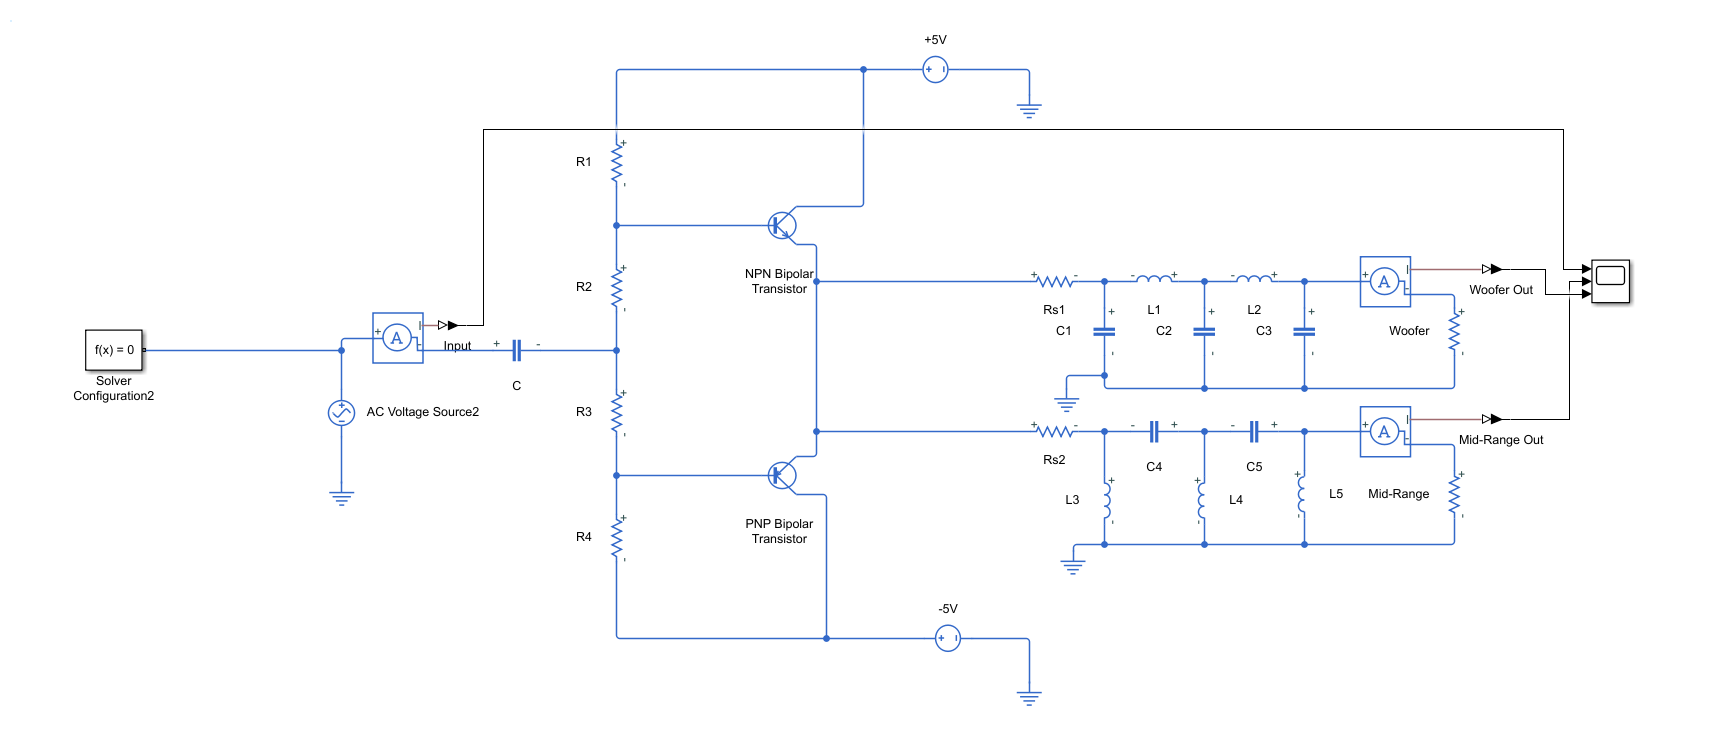 +5V
R1
NPN Bipolar
Transistor
R2
Rs1
L1
L2
C1
C2
C3
A
Woofer Out
Woofer
f(x) = 0
Solver
Configuration2
A
Input
C
AC Voltage Source2
R3
A
Mid-Range Out
Rs2
C4
C5
L3
L4
L5
Mid-Range
PNP Bipolar
Transistor
R4
-5V